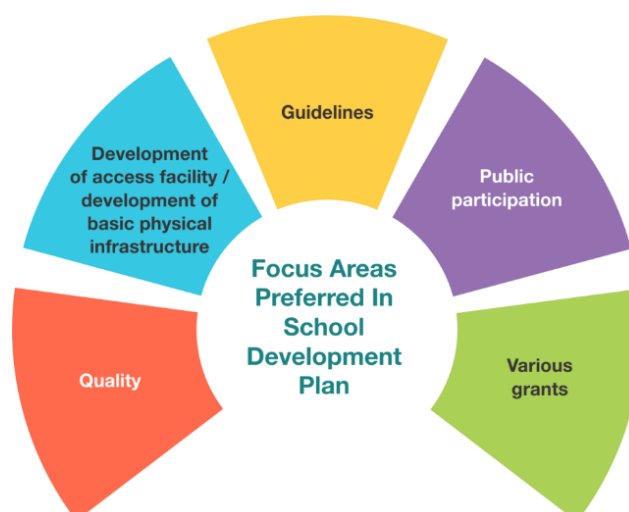 Guidelines
Development
of access facility /
development of
basic physical
infrastructure
Public
participation
Focus Areas
Preferred In
School
Development
Plan
Quality
Various
grants